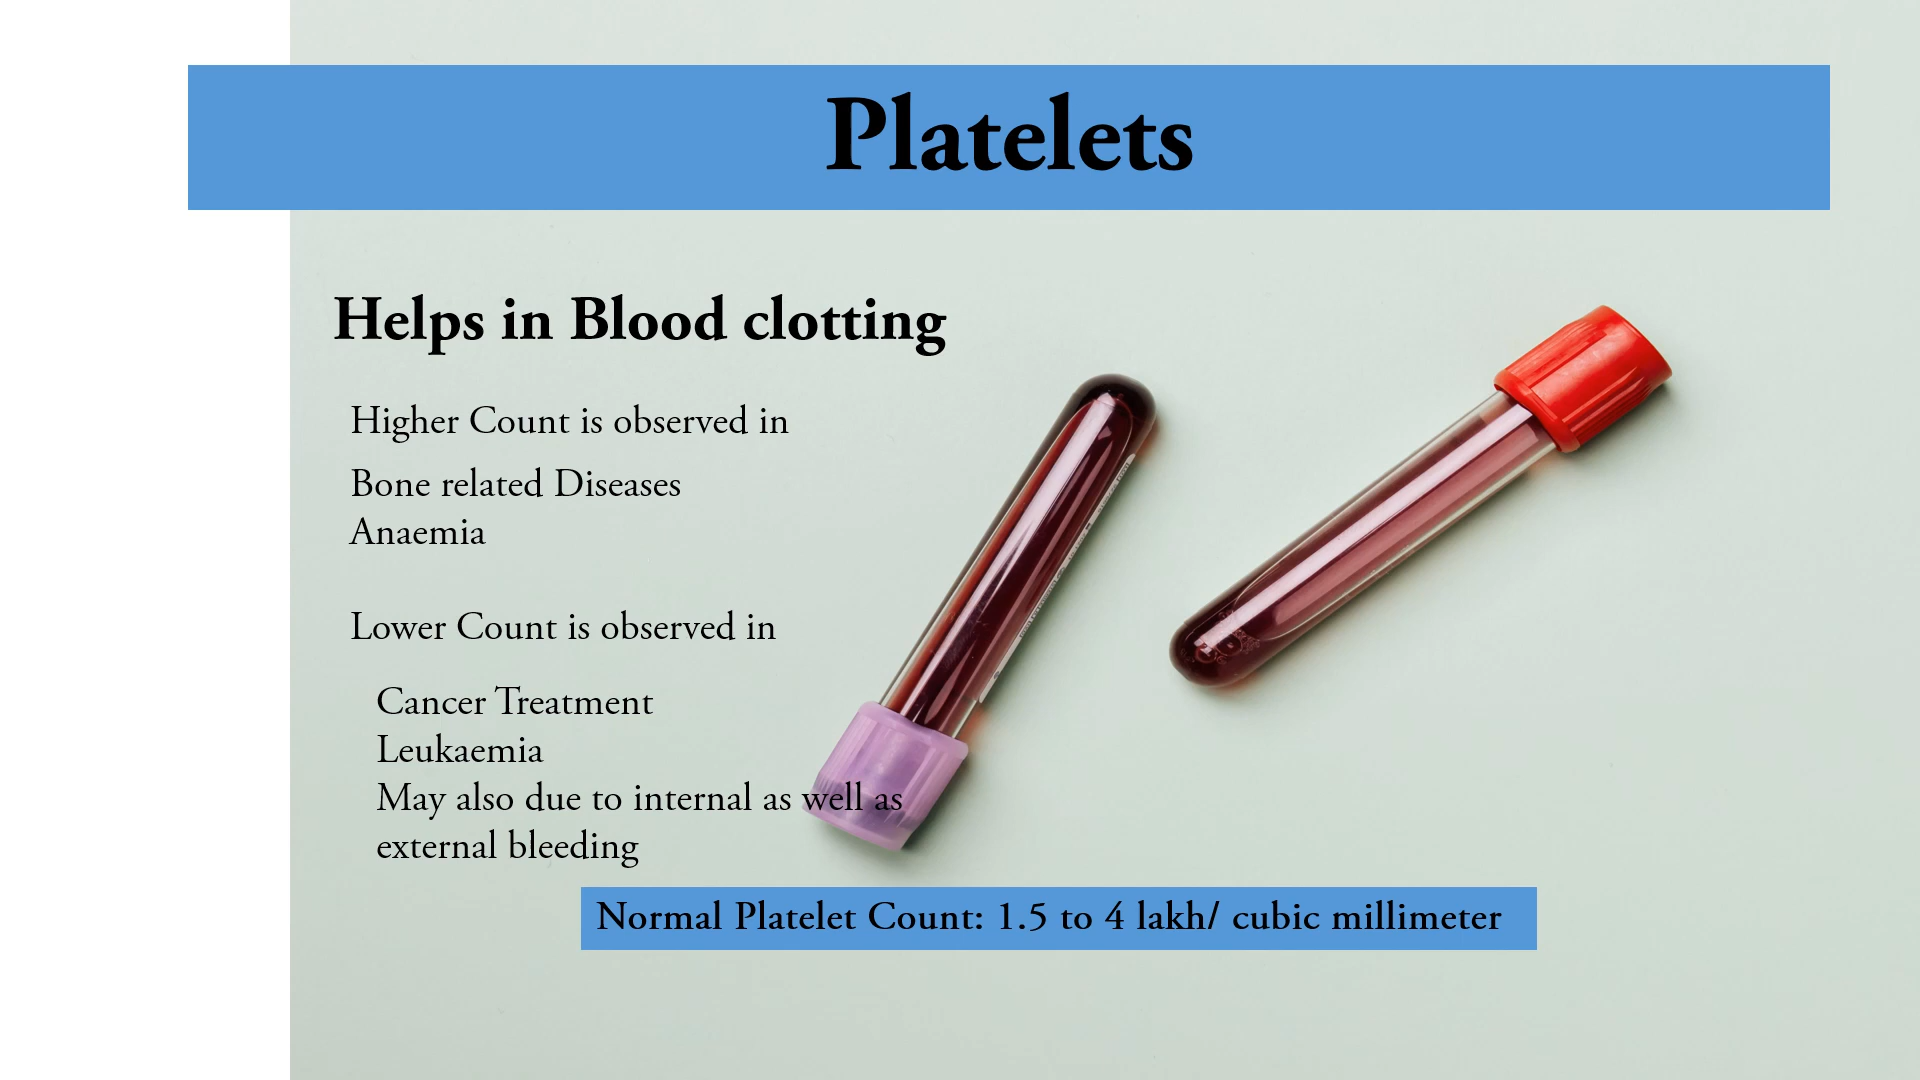 Platelets
Helps in Blood clotting
Higher Count is observed in
Bone related Diseases
Anaemia
Lower Count is observed in
Cancer Treatment
Leukaemia
May also due to internal as well as
external bleeding
Normal Platelet Count: 1.5 to 4 lakh/ cubic millimeter